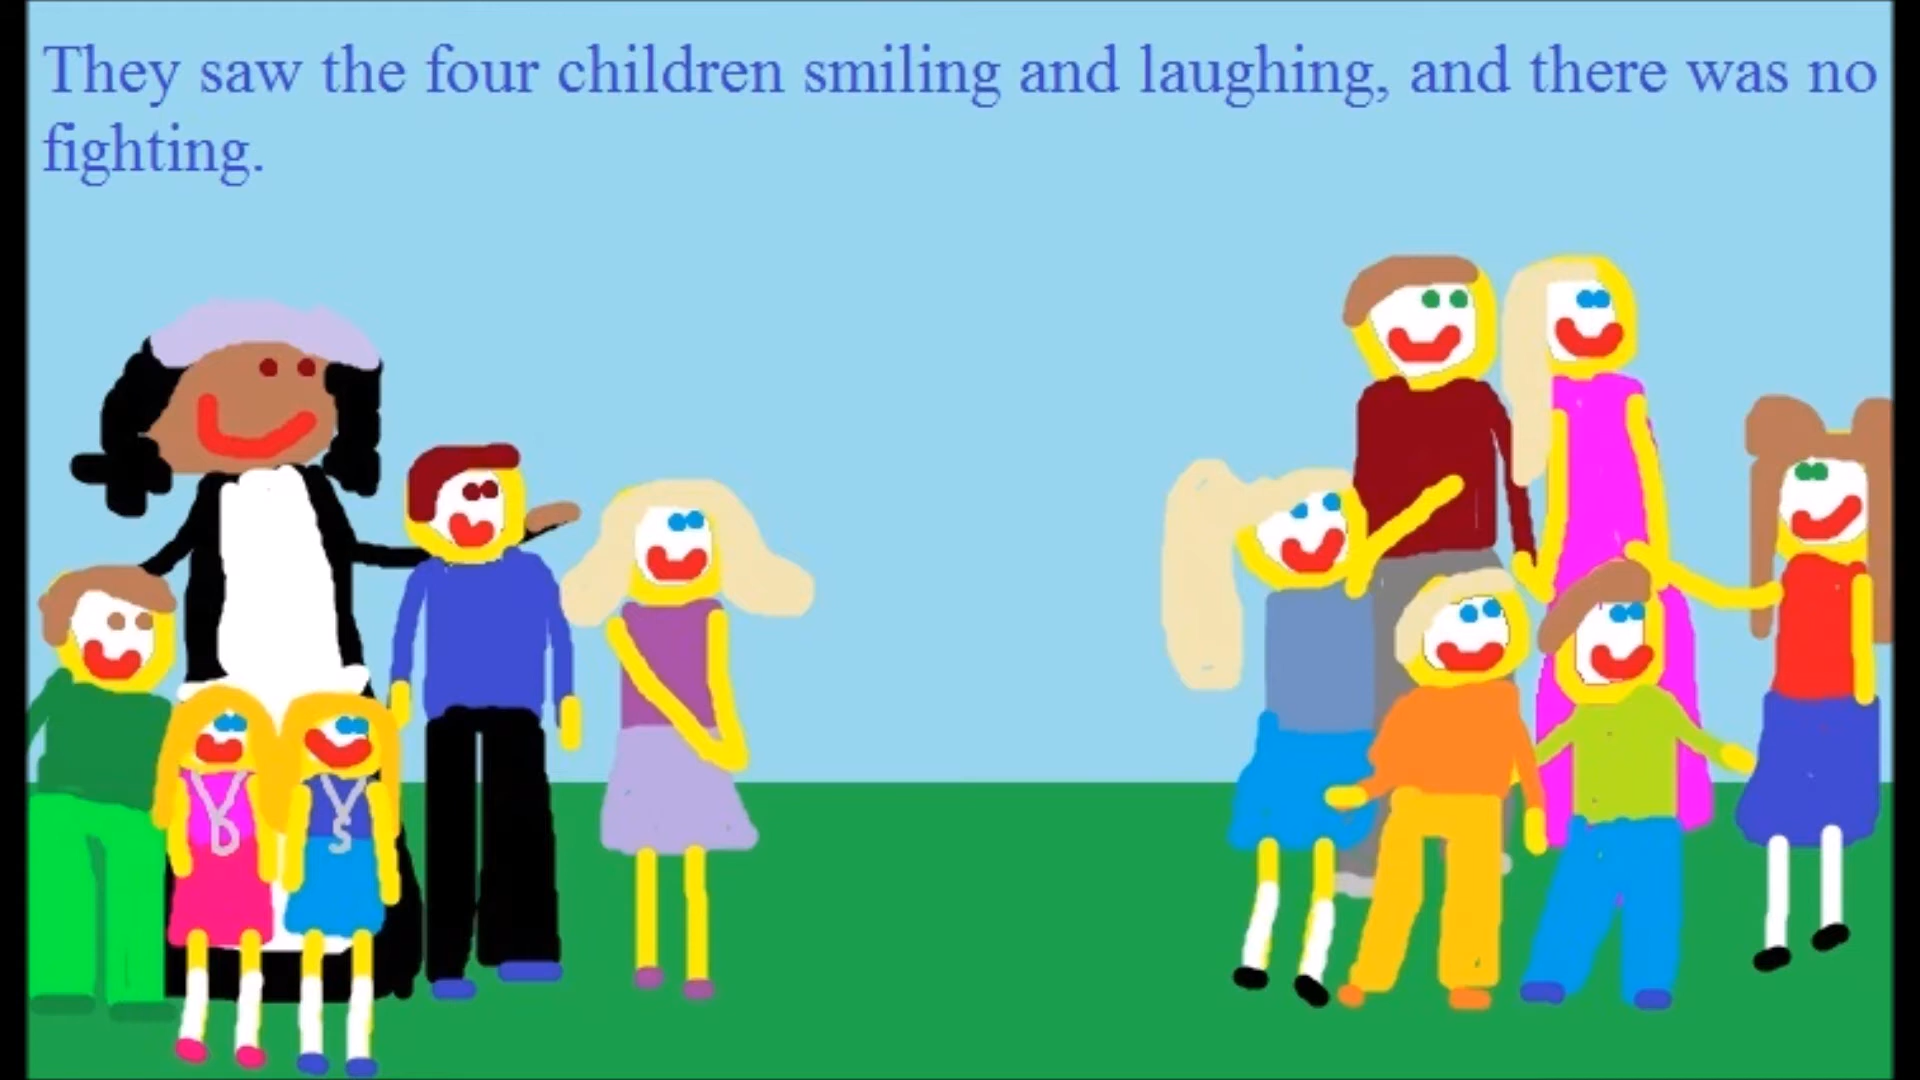 They saw the four children smiling and laughing, and there was no
fighting.
D
S